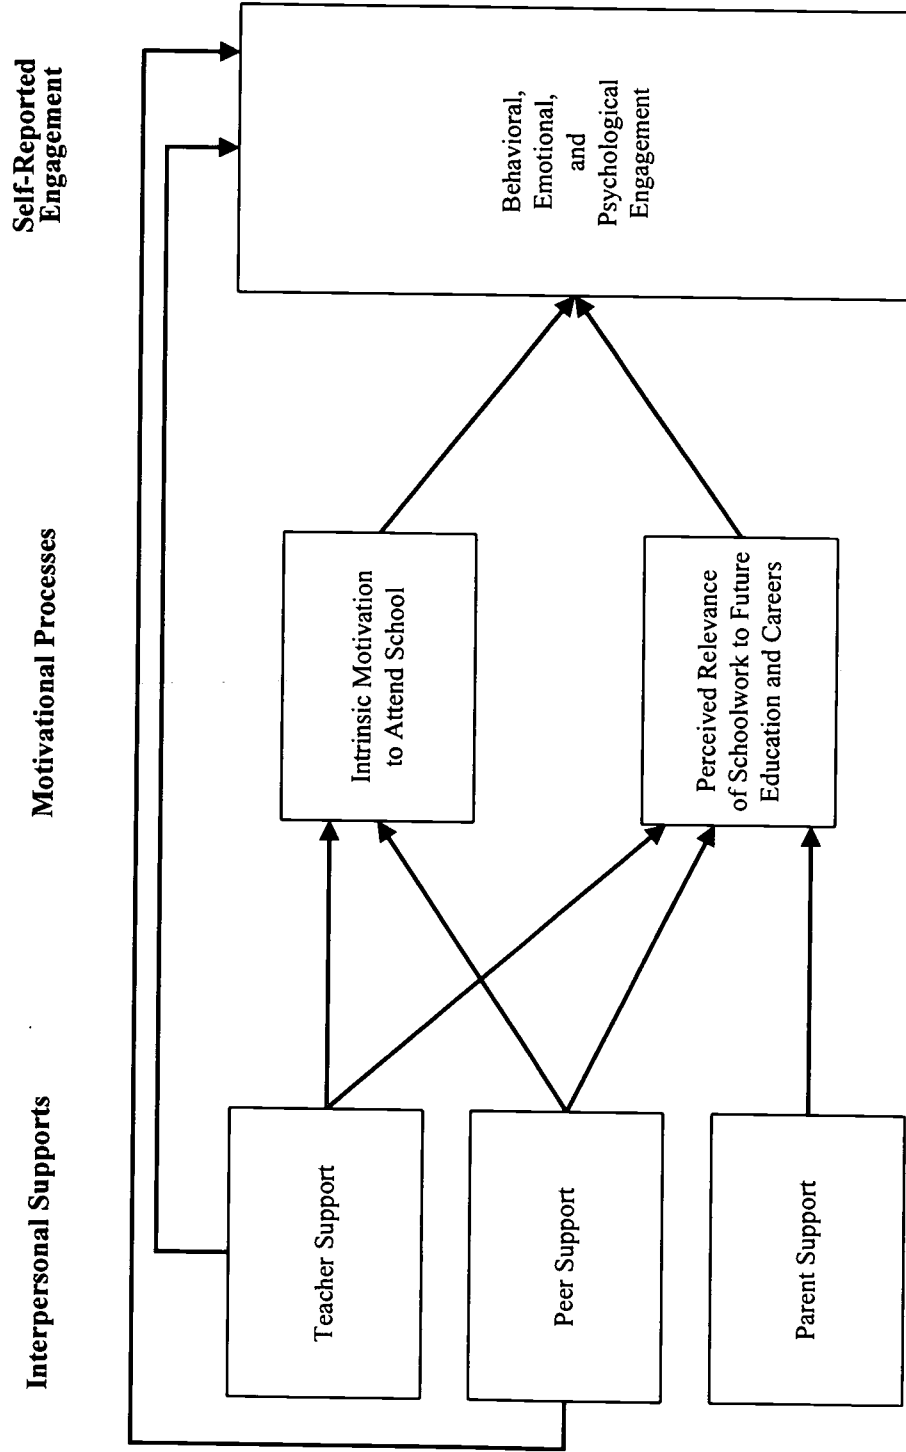 Interpersonal Supports
Motivational Processes
Self-Reported
Engagement
Teacher Support
Peer Support
Parent Support
Intrinsic Motivation
to Attend School
Perceived Relevance
of Schoolwork to Future
Education and Careers
Behavioral,
Emotional,
and
Psychological
Engagement